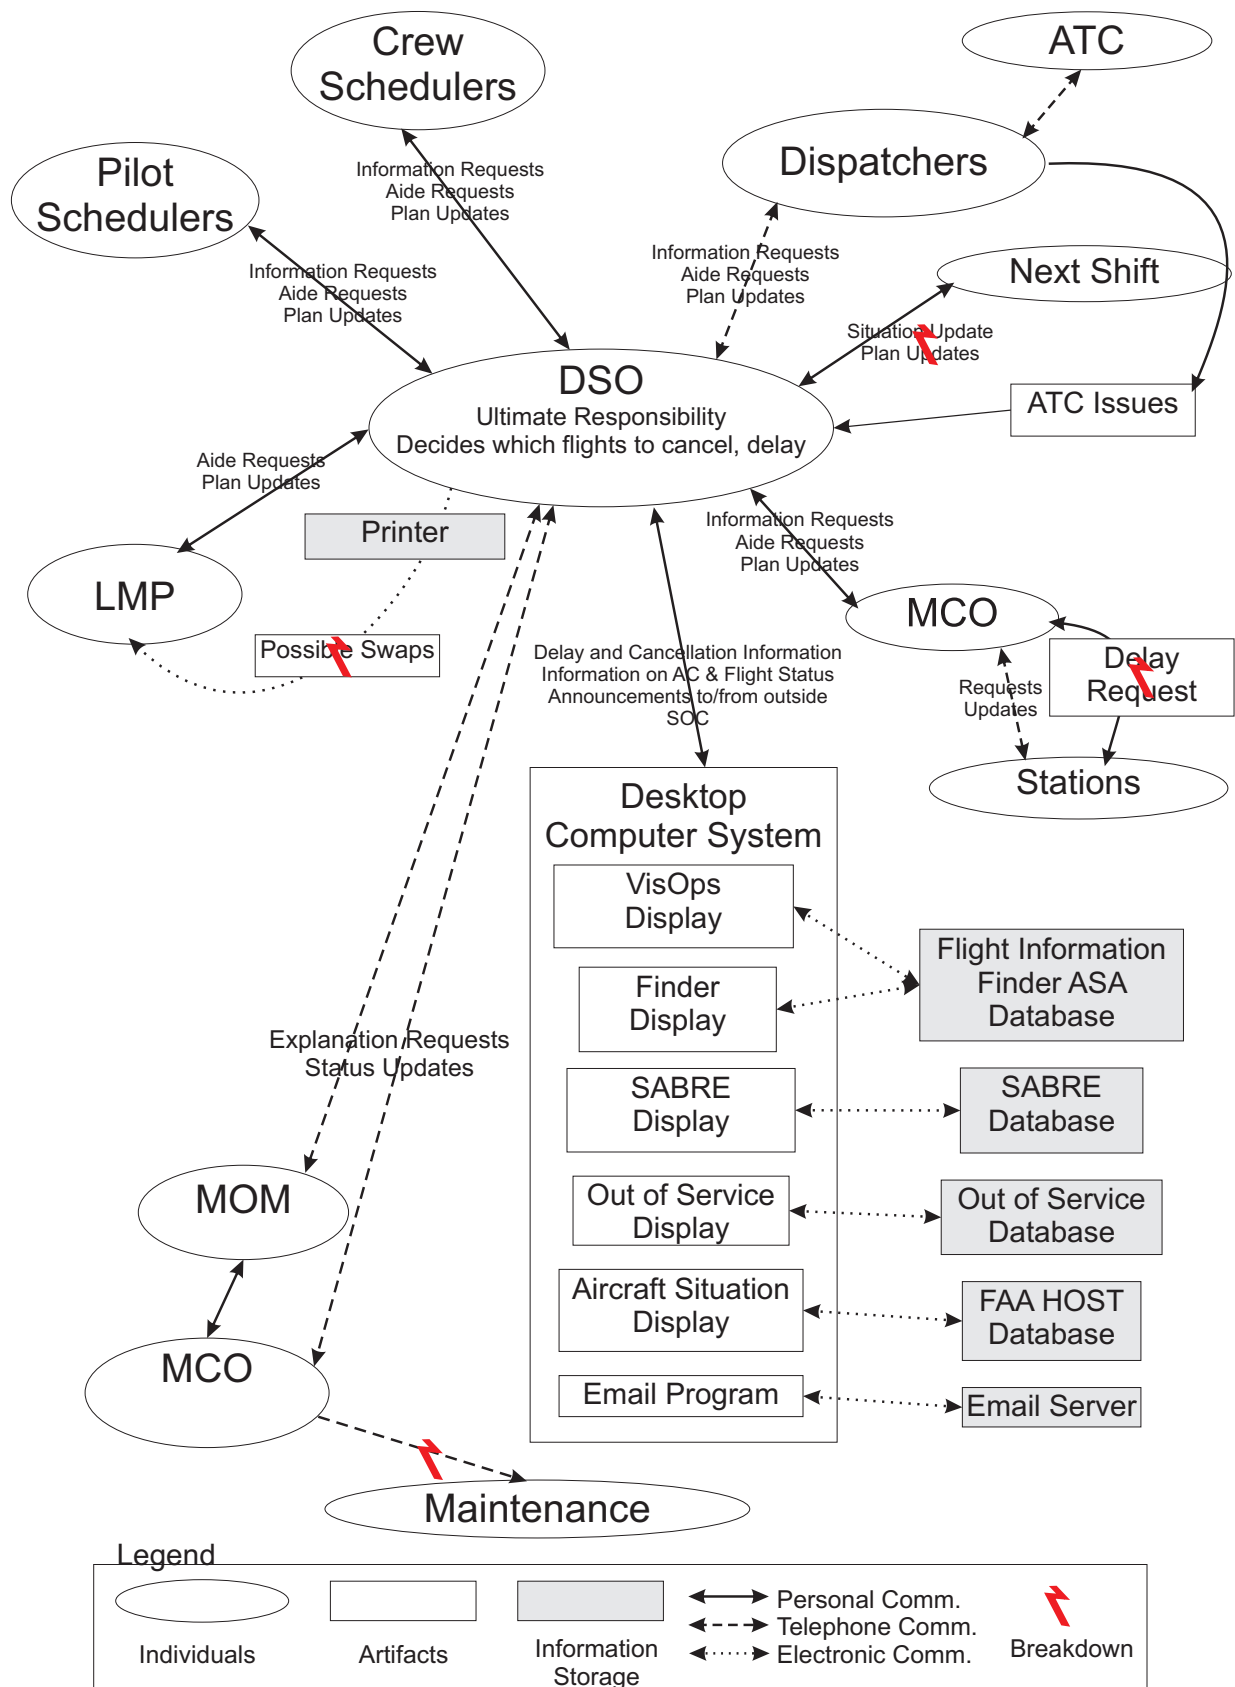 Crew
Schedulers
ATC
Pilot
Schedulers
Dispatchers
Information Requests
Aide Requests
Plan Updates
Information Requests
Aide Requests
Plan Updates
Information Requests
Aide Requests
Plan Updates
Next Shift
Situation Update
Plan Updates
DSO
Ultimate Responsibility
Decides which flights to cancel, delay
ATC Issues
Aide Requests
Plan Updates
Printer
Information Requests
Aide Requests
Plan Updates
LMP
MCO
Possible Swaps
Delay and Cancellation Information
Information on AC & Flight Status
Announcements to/from outside
SOC
Delay
Request
Requests
Updates
Stations
Desktop
Computer System
VisOps
Display
Flight Information
Finder ASA
Database
Finder
Display
Explanation Requests
Status Updates
SABRE
Display
SABRE
Database
MOM
Out of Service
Display
Out of Service
Database
Aircraft Situation
Display
FAA HOST
Database
MCO
Email Program
Email Server
Maintenance
Legend
Individuals
Artifacts
Information
Storage
Personal Comm.
Telephone Comm.
Electronic Comm.
Breakdown